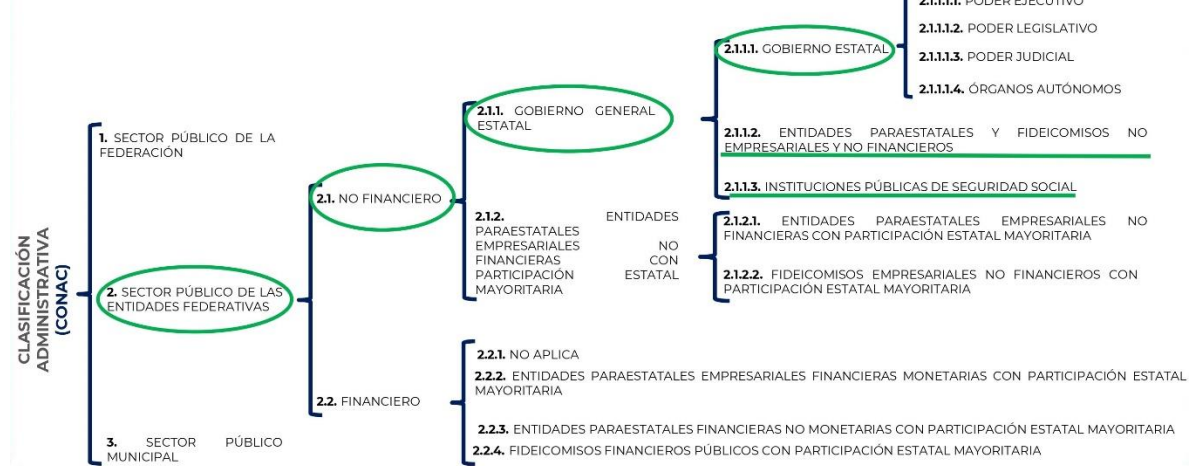 CLASIFICACIÓN
ADMINISTRATIVA
(CONAC)
1. SECTOR PÚBLICO DE LA
FEDERACIÓN
2. SECTOR PÚBLICO DE LAS
ENTIDADES FEDERATIVAS
3. SECTOR PÚBLICO
MUNICIPAL
2.1. NO FINANCIERO
2.2. FINANCIERO
2.1.1. GOBIERNO GENERAL
ESTATAL
2.1.2. ENTIDADES
PARAESTATALES
EMPRESARIALES NO
FINANCIERAS CON
PARTICIPACIÓN ESTATAL
MAYORITARIA
2.1.1.1. GOBIERNO ESTATAL
2.1.1.1.1. PODER EJECUTIVO
2.1.1.1.2. PODER LEGISLATIVO
2.1.1.1.3. PODER JUDICIAL
2.1.1.1.4. ÓRGANOS AUTÓNOMOS
2.1.1.2. ENTIDADES PARAESTATALES Y FIDEICOMISOS NO
EMPRESARIALES Y NO FINANCIEROS
2.1.1.3. INSTITUCIONES PÚBLICAS DE SEGURIDAD SOCIAL
2.1.2.1. ENTIDADES PARAESTATALES EMPRESARIALES NO
FINANCIERAS CON PARTICIPACIÓN ESTATAL MAYORITARIA
2.1.2.2. FIDEICOMISOS EMPRESARIALES NO FINANCIEROS CON
PARTICIPACIÓN ESTATAL MAYORITARIA
2.2.1. NO APLICA
2.2.2. ENTIDADES PARAESTATALES EMPRESARIALES FINANCIERAS MONETARIAS CON PARTICIPACIÓN ESTATAL
MAYORITARIA
2.2.3. ENTIDADES PARAESTATALES FINANCIERAS NO MONETARIAS CON PARTICIPACIÓN ESTATAL MAYORITARIA
2.2.4. FIDEICOMISOS FINANCIEROS PÚBLICOS CON PARTICIPACIÓN ESTATAL MAYORITARIA